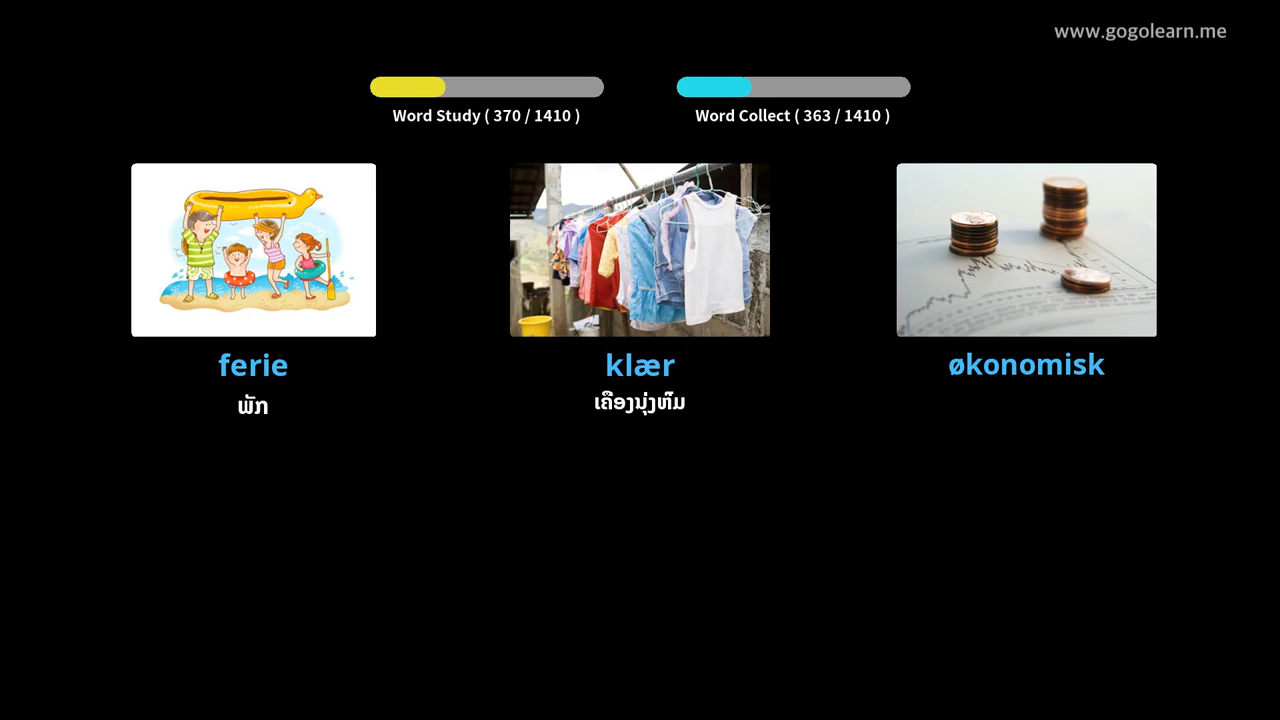 www.gogolearn.me
Word Study ( 370 / 1410 )
Word Collect ( 363 / 1410 )
ferie
ພັກ
klær
ເຄື່ອງນຸ່ງຫົ່ມ
økonomisk